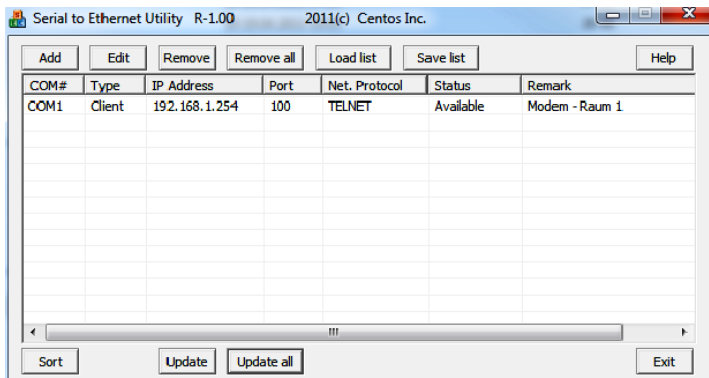 Serial to Ethernet Utility R-1.00 2011(c) Centos Inc.
Add Edit Remove Remove all Load list Save list Help
COM# Type IP Address Port Net. Protocol Status Remark
COM1 Client 192.168.1.254 100 TELNET Available Modem - Raum 1
Sort Update Update all Exit